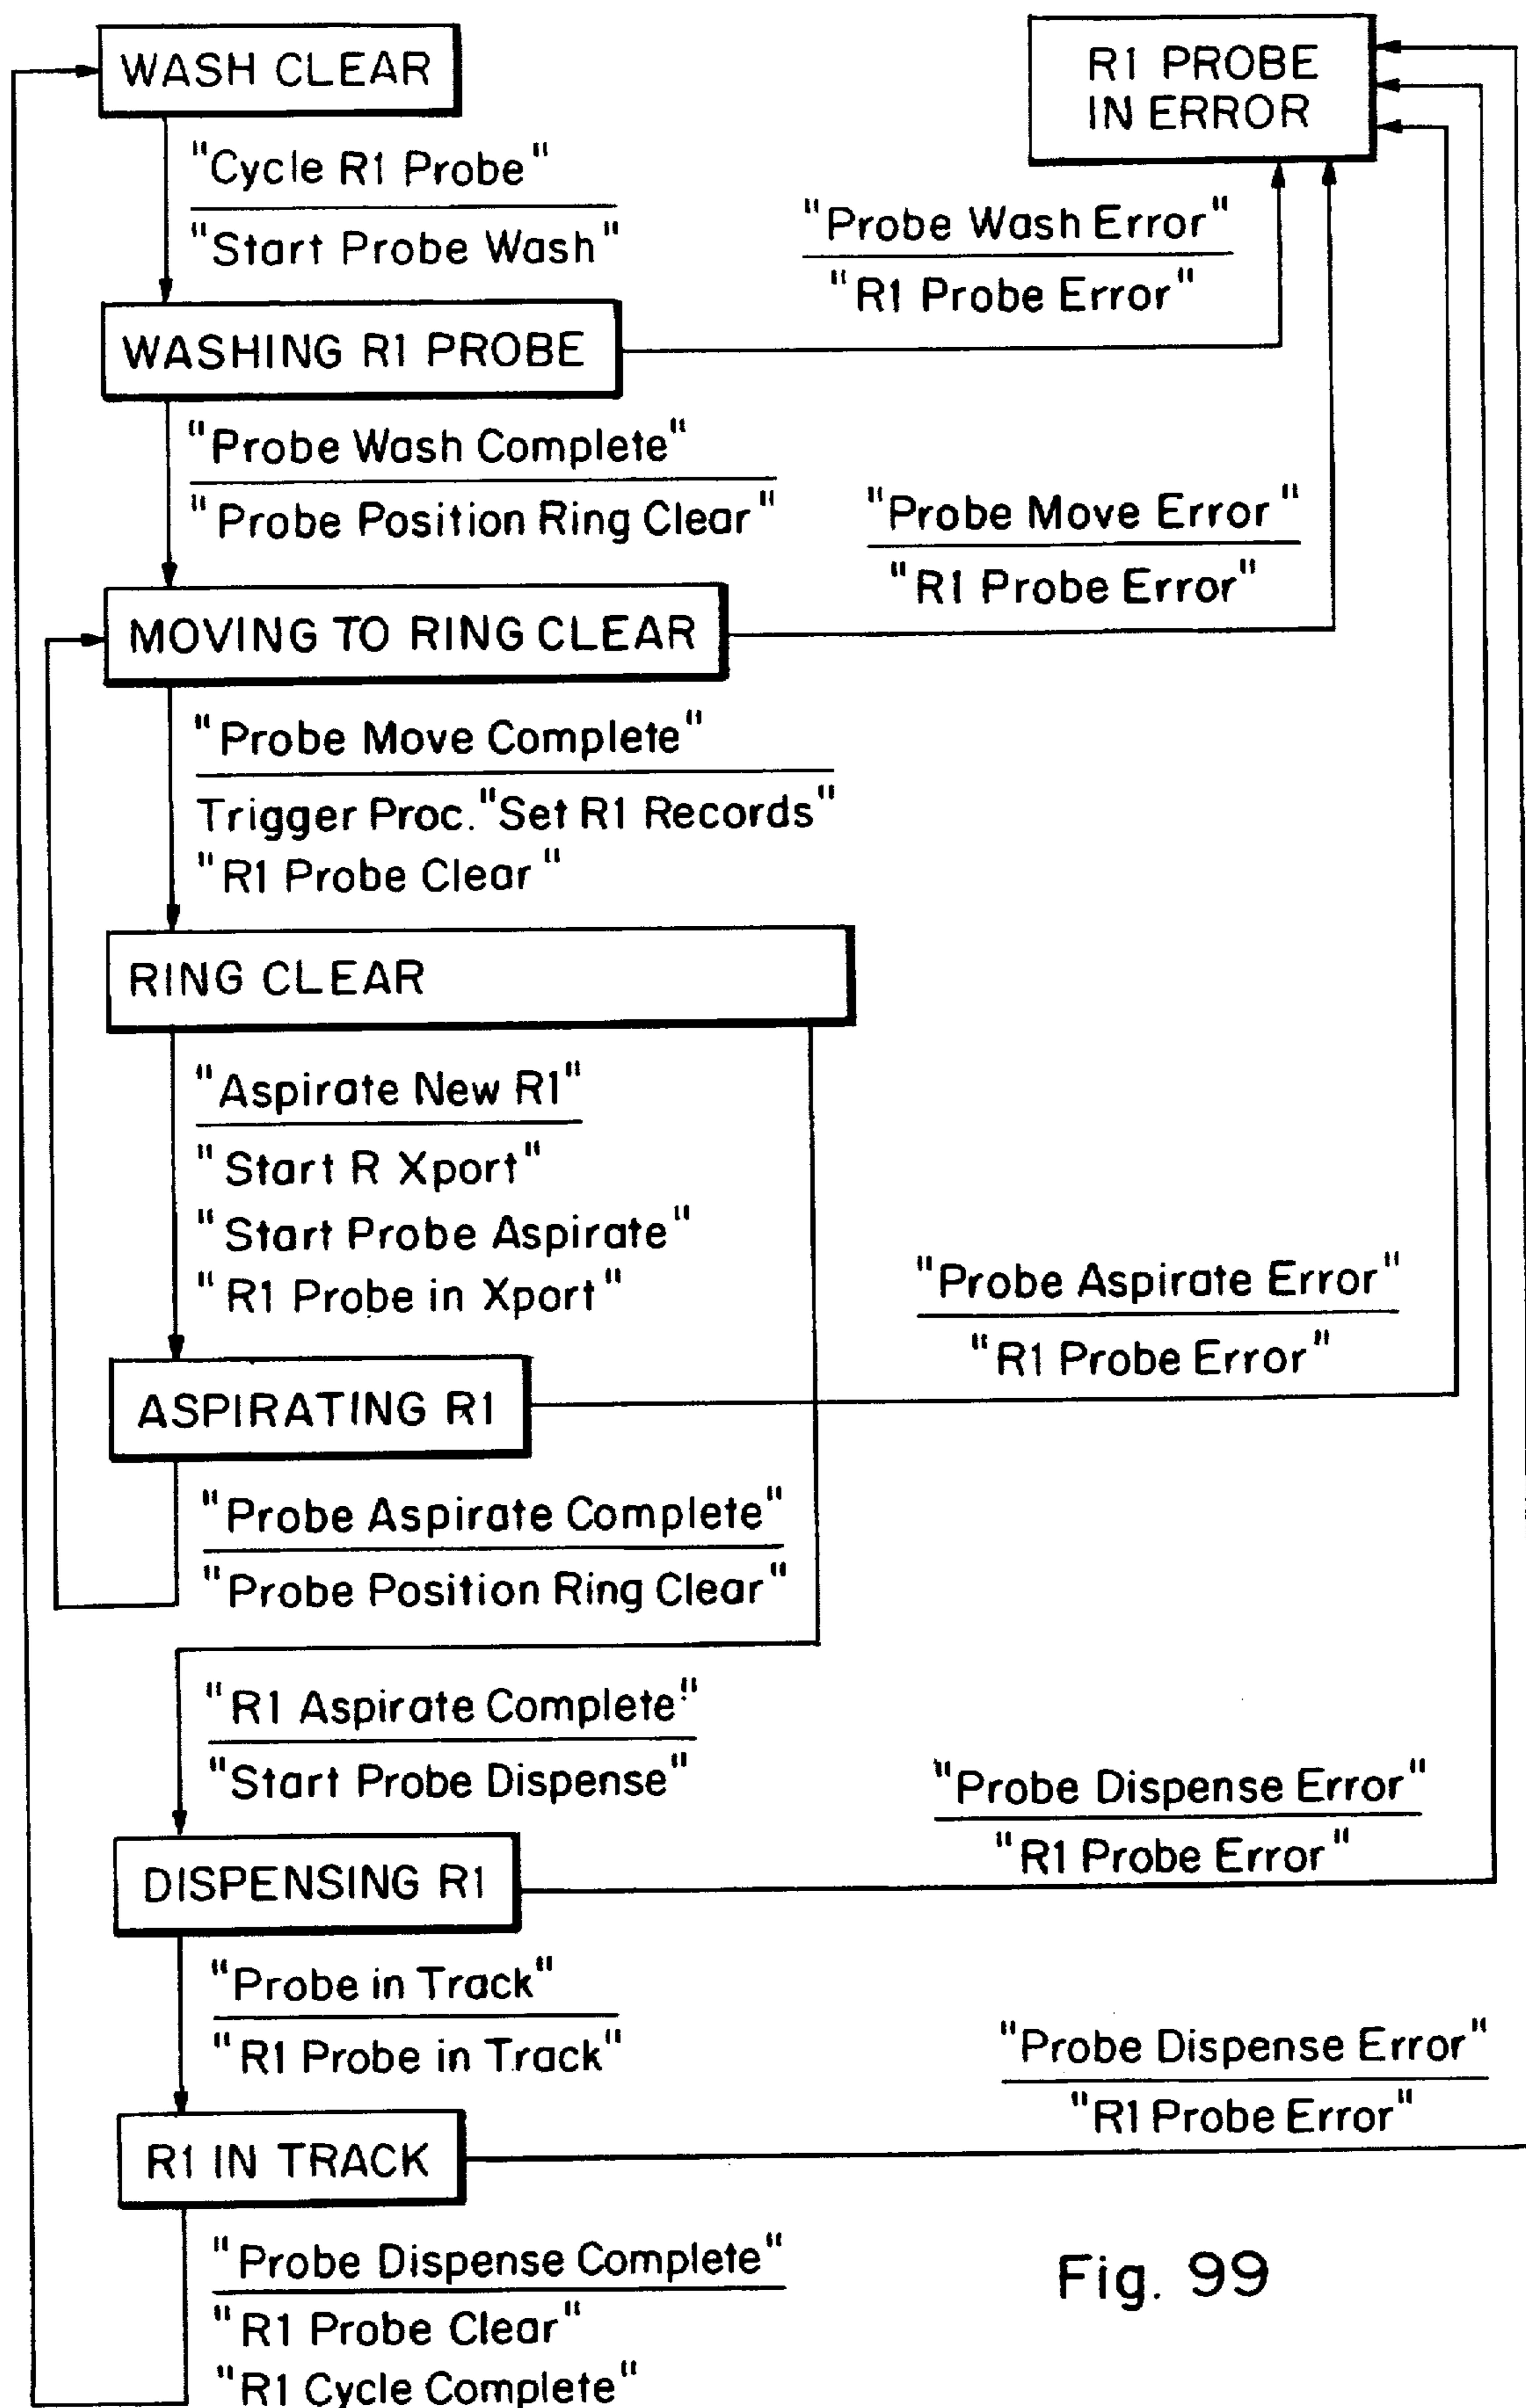 WASH CLEAR
R1 PROBE
IN ERROR
"Cycle R1 Probe"
"Start Probe Wash"
"Probe Wash Error"
"R1 Probe Error"
WASHING R1 PROBE
"Probe Wash Complete"
"Probe Position Ring Clear"
"Probe Move Error"
"R1 Probe Error"
MOVING TO RING CLEAR
"Probe Move Complete"
Trigger Proc. "Set R1 Records"
"R1 Probe Clear"
RING CLEAR
"Aspirate New R1"
"Start R Xport"
"Start Probe Aspirate"
"R1 Probe in Xport"
"Probe Aspirate Error"
"R1 Probe Error"
ASPIRATING R1
"Probe Aspirate Complete"
"Probe Position Ring Clear"
"R1 Aspirate Complete"
"Start Probe Dispense"
"Probe Dispense Error"
"R1 Probe Error"
DISPENSING R1
"Probe in Track"
"R1 Probe in Track"
"Probe Dispense Error"
"R1 Probe Error"
R1 IN TRACK
"Probe Dispense Complete"
"R1 Probe Clear"
"R1 Cycle Complete"
Fig. 99